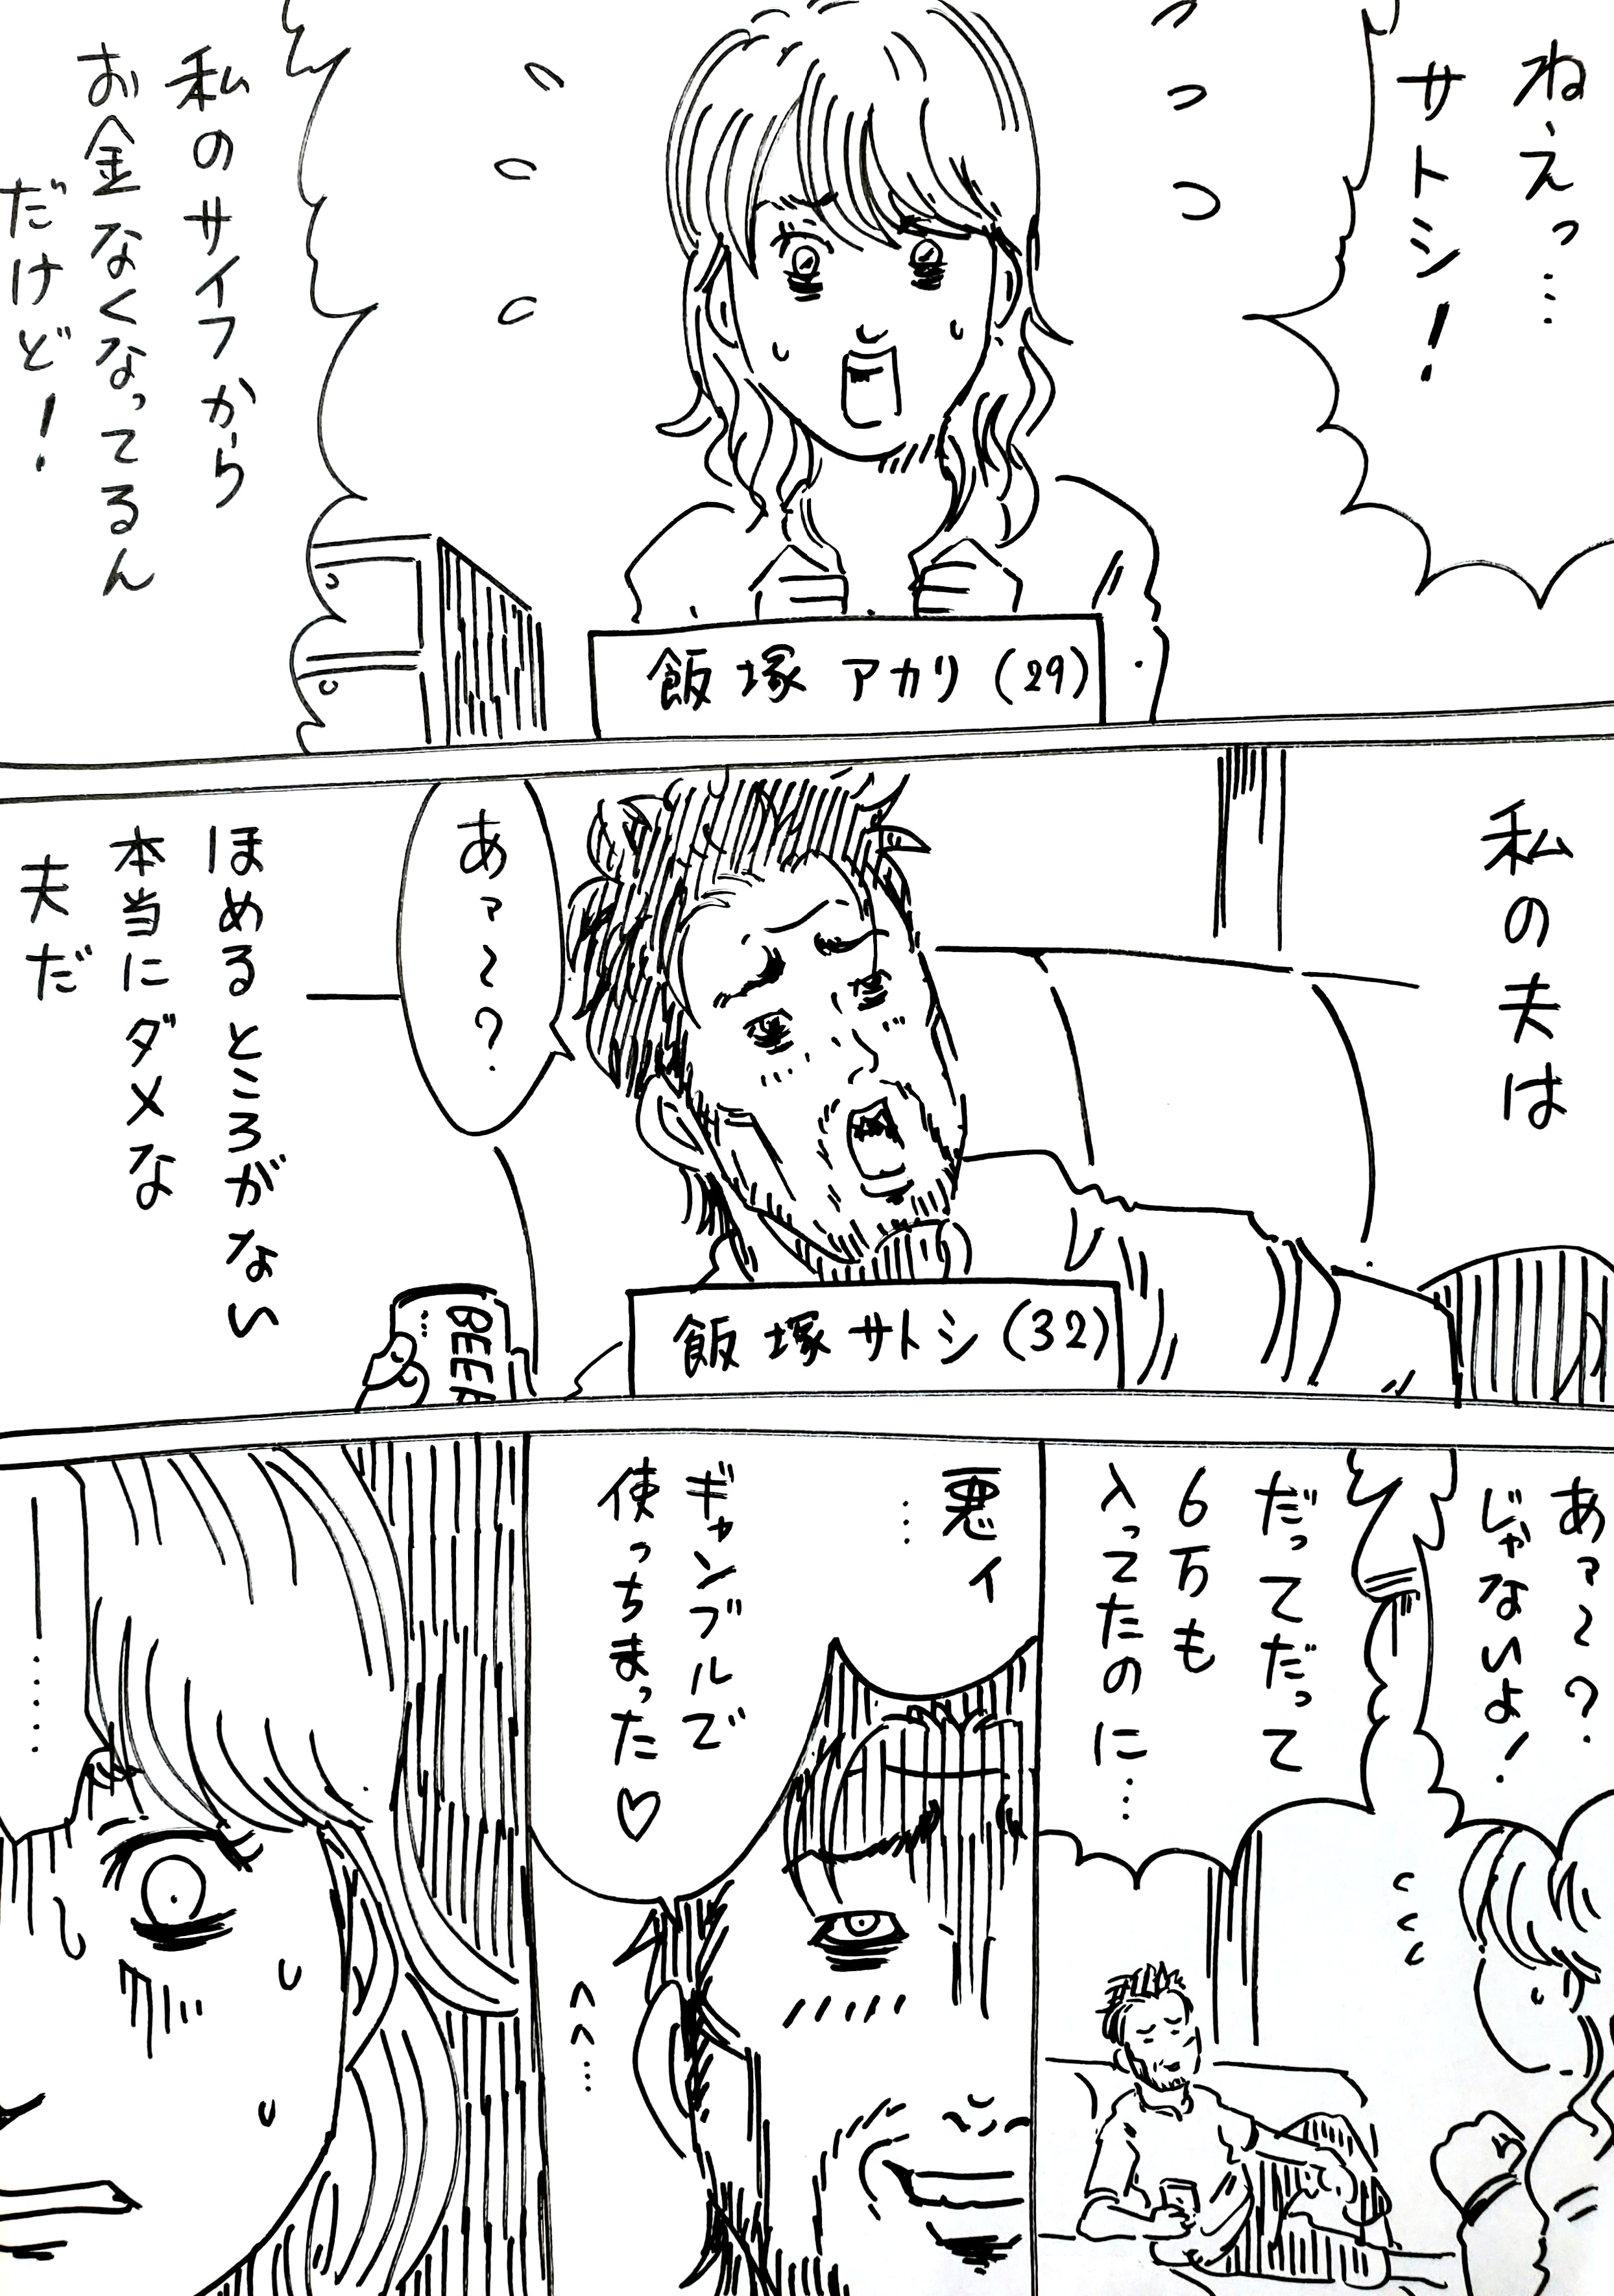 ねえっ…
サトシ！
私のサイフから
お金なくなってるん
だけど！
飯塚 アカリ (29)
私の夫は
あァ〜？
ほめるところがない
本当にダメな
夫だ
BEER
飯塚 サトシ (32)
あァ〜？
じゃないよ！
だってだって
6万も
入ってたのに…
悪ィ
…
ギャンブルで
使っちまった♡
へへ…
………